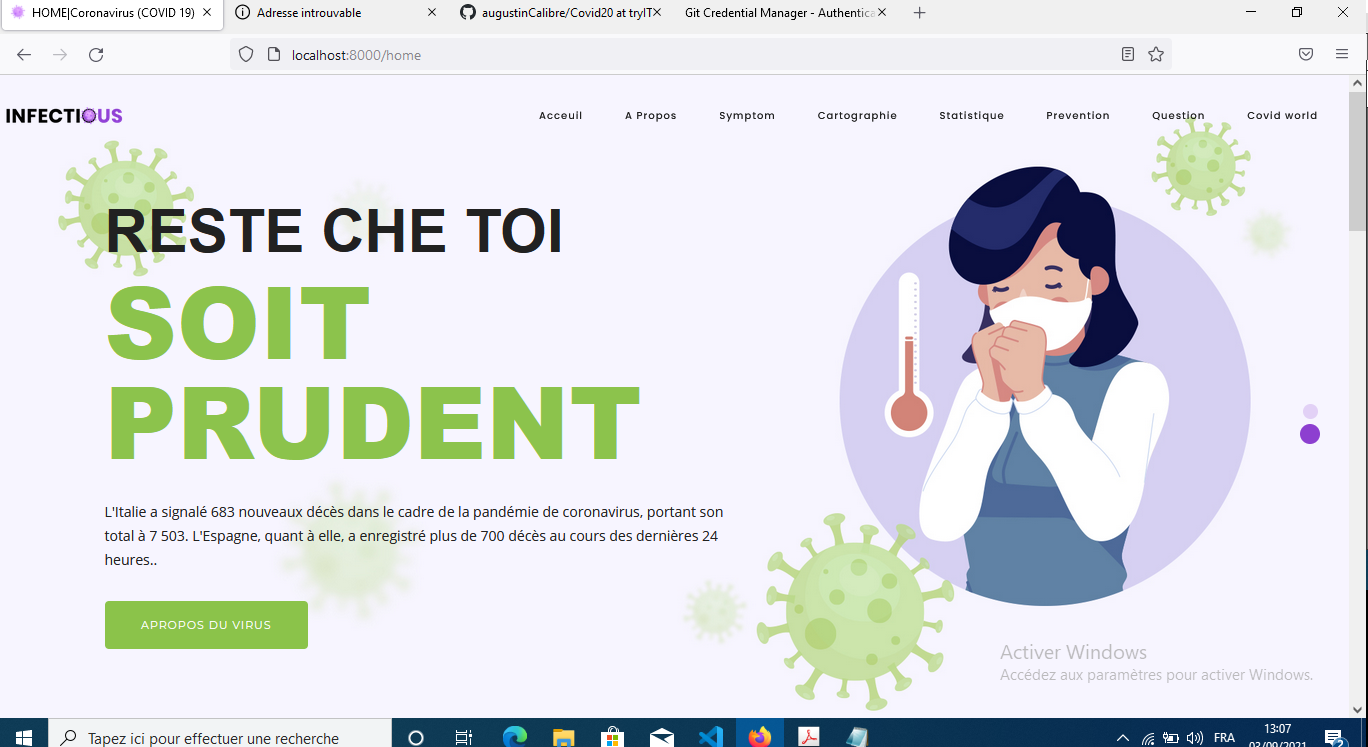 HOME|Coronavirus (COVID 19)
Adresse introuvable
augustinCalibre/Covid20 at tryIT
Git Credential Manager - Authentica
localhost:8000/home
INFECTIOUS
Acceuil
A Propos
Symptom
Cartographie
Statistique
Prevention
Question
Covid world
RESTE CHE TOI
SOIT
PRUDENT
L'Italie a signalé 683 nouveaux décès dans le cadre de la pandémie de coronavirus, portant son
total à 7 503. L'Espagne, quant à elle, a enregistré plus de 700 décès au cours des dernières 24
heures..
APROPOS DU VIRUS
Activer Windows
Accédez aux paramètres pour activer Windows.
Tapez ici pour effectuer une recherche
FRA
13:07
03/09/2021
2